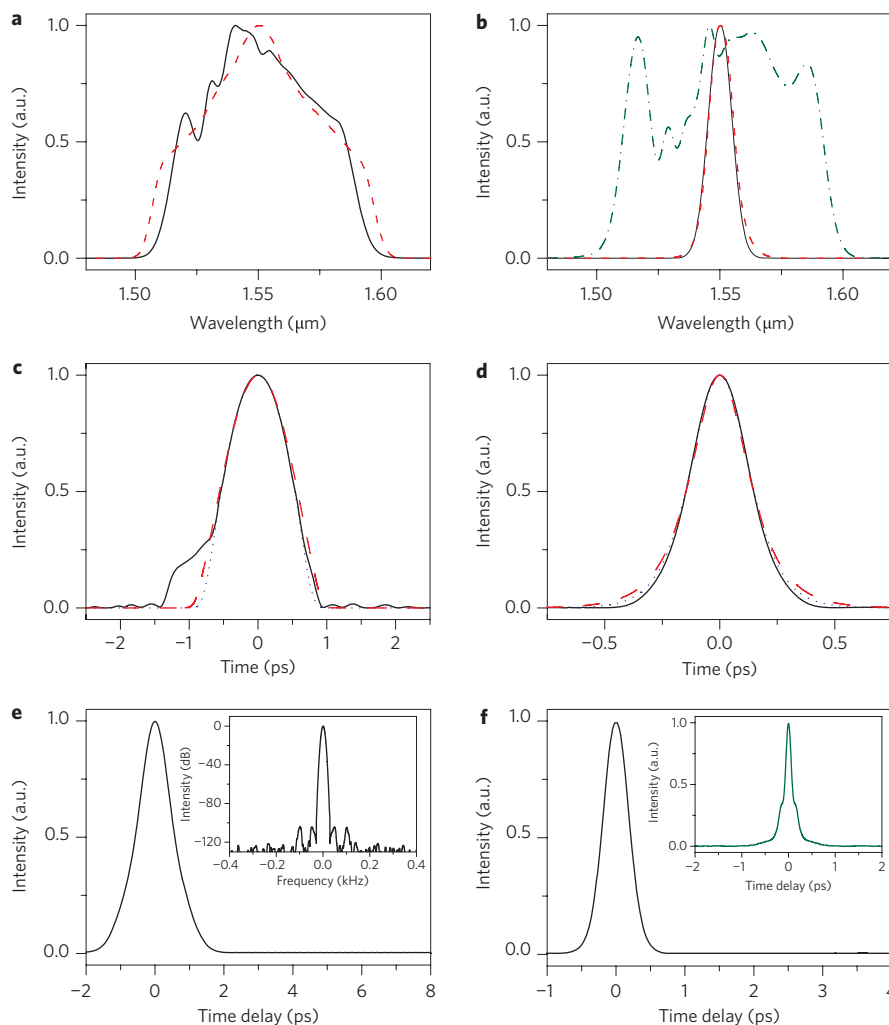 a
Intensity (a.u.)
1.0
0.5
0.0
1.50
1.55
1.60
Wavelength (μm)
b
Intensity (a.u.)
1.0
0.5
0.0
1.50
1.55
1.60
Wavelength (μm)
c
Intensity (a.u.)
1.0
0.5
0.0
−2
−1
0
1
2
Time (ps)
d
Intensity (a.u.)
1.0
0.5
0.0
−0.5
0.0
0.5
Time (ps)
e
Intensity (a.u.)
1.0
0.5
0.0
−2
0
2
4
6
8
Time delay (ps)
Intensity (dB)
0
−40
−80
−120
−0.4
−0.2
0.0
0.2
0.4
Frequency (kHz)
f
Intensity (a.u.)
1.0
0.5
0.0
−1
0
1
2
3
4
Time delay (ps)
Intensity (a.u.)
1.0
0.5
0.0
−2
−1
0
1
2
Time delay (ps)